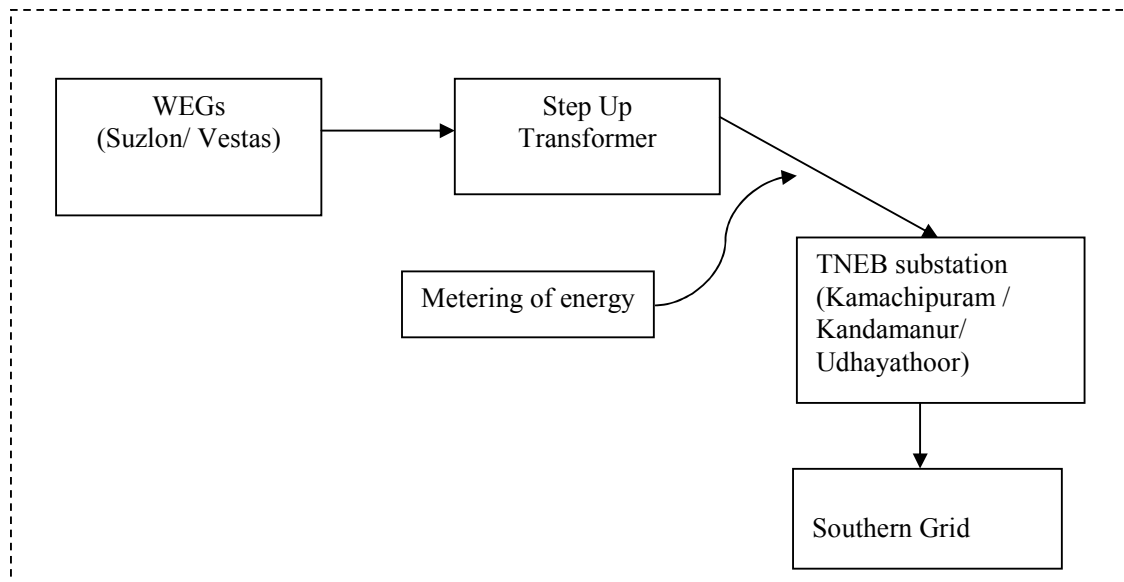 WEGs
(Suzlon/ Vestas)
Step Up
Transformer
Metering of energy
TNEB substation
(Kamachipuram /
Kandamanur/
Udhayathoor)
Southern Grid